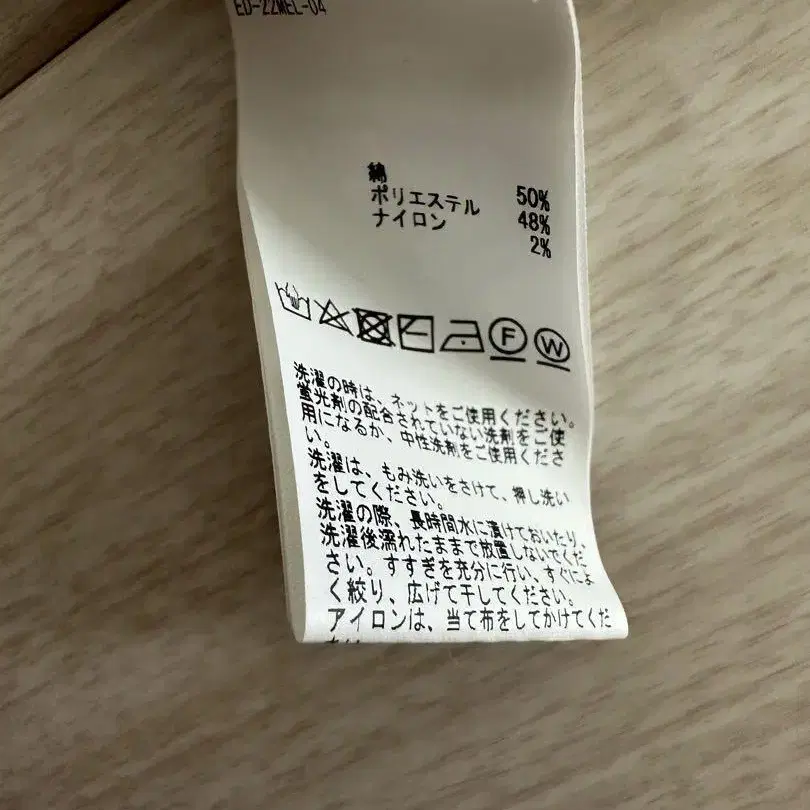 ED-22WEL-04
綿 50%
ポリエステル 48%
ナイロン 2%
F W
洗濯の時は、ネットをご使用ください。
蛍光剤の配合されていない洗剤をご使
用になるか、中性洗剤をご使用くださ
い。
洗濯は、もみ洗いをさけて、押し洗い
をしてください。
洗濯の際、長時間水に漬けておいたり、
洗濯後濡れたままで放置しないでくだ
さい。すすぎを充分に行い、すぐによ
く絞り、広げて干してください。
アイロンは、当て布をしてかけてくだ